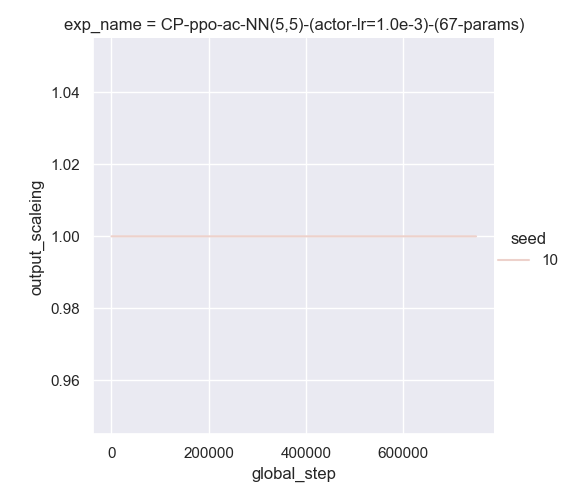 exp_name = CP-ppo-ac-NN(5,5)-(actor-lr=1.0e-3)-(67-params)
1.04
1.02
1.00
0.98
0.96
output_scaleing
seed
10
0
200000
400000
600000
global_step